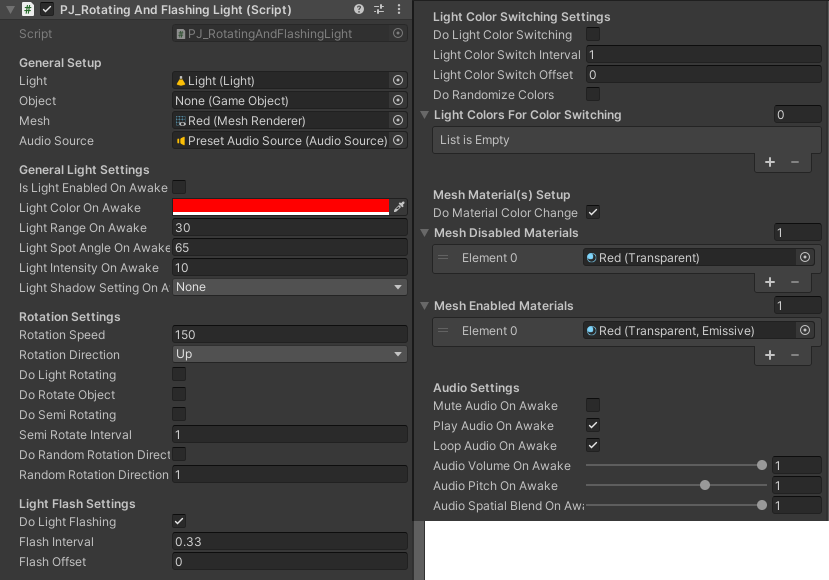 PJ_Rotating And Flashing Light (Script)
Script PJ_RotatingAndFlashingLight
General Setup
Light Light (Light)
Object None (Game Object)
Mesh Red (Mesh Renderer)
Audio Source Preset Audio Source (Audio Source)
General Light Settings
Is Light Enabled On Awake
Light Color On Awake
Light Range On Awake 30
Light Spot Angle On Awake 65
Light Intensity On Awake 10
Light Shadow Setting On A None
Rotation Settings
Rotation Speed 150
Rotation Direction Up
Do Light Rotating
Do Rotate Object
Do Semi Rotating
Semi Rotate Interval 1
Do Random Rotation Direct
Random Rotation Direction 1
Light Flash Settings
Do Light Flashing
Flash Interval 0.33
Flash Offset 0
Light Color Switching Settings
Do Light Color Switching
Light Color Switch Interval 1
Light Color Switch Offset 0
Do Randomize Colors
Light Colors For Color Switching 0
List is Empty
Mesh Material(s) Setup
Do Material Color Change
Mesh Disabled Materials 1
Element 0 Red (Transparent)
Mesh Enabled Materials 1
Element 0 Red (Transparent, Emissive)
Audio Settings
Mute Audio On Awake
Play Audio On Awake
Loop Audio On Awake
Audio Volume On Awake 1
Audio Pitch On Awake 1
Audio Spatial Blend On Awa 1